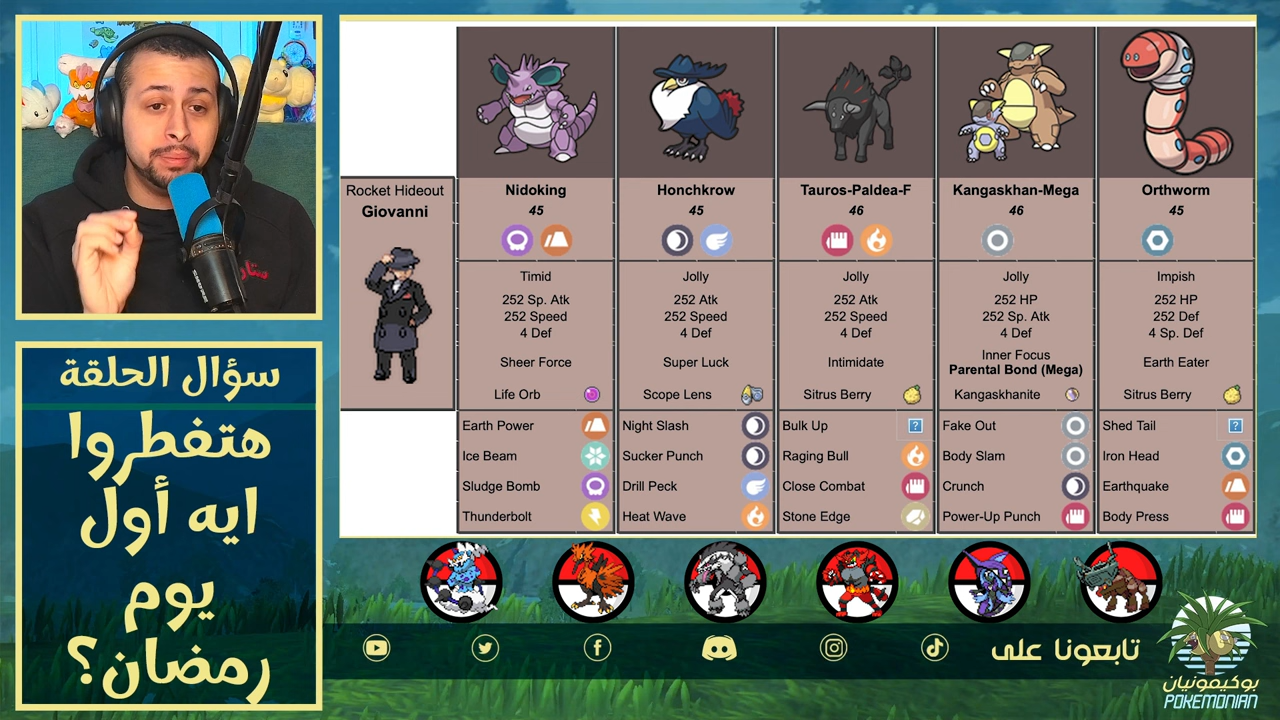 سؤال الحلقة
هتفطروا
ايه أول
يوم
رمضان؟
Rocket Hideout
Giovanni
Nidoking
45
Timid
252 Sp. Atk
252 Speed
4 Def
Sheer Force
Life Orb
Earth Power
Ice Beam
Sludge Bomb
Thunderbolt
Honchkrow
45
Jolly
252 Atk
252 Speed
4 Def
Super Luck
Scope Lens
Night Slash
Sucker Punch
Drill Peck
Heat Wave
Tauros-Paldea-F
46
Jolly
252 Atk
252 Speed
4 Def
Intimidate
Sitrus Berry
Bulk Up
?
Raging Bull
Close Combat
Stone Edge
Kangaskhan-Mega
46
Jolly
252 HP
252 Sp. Atk
4 Def
Inner Focus
Parental Bond (Mega)
Kangaskhanite
Fake Out
Body Slam
Crunch
Power-Up Punch
Orthworm
45
Impish
252 HP
252 Def
4 Sp. Def
Earth Eater
Sitrus Berry
Shed Tail
?
Iron Head
Earthquake
Body Press
تابعونا على
بوكيمونيان
POKEMONIAN